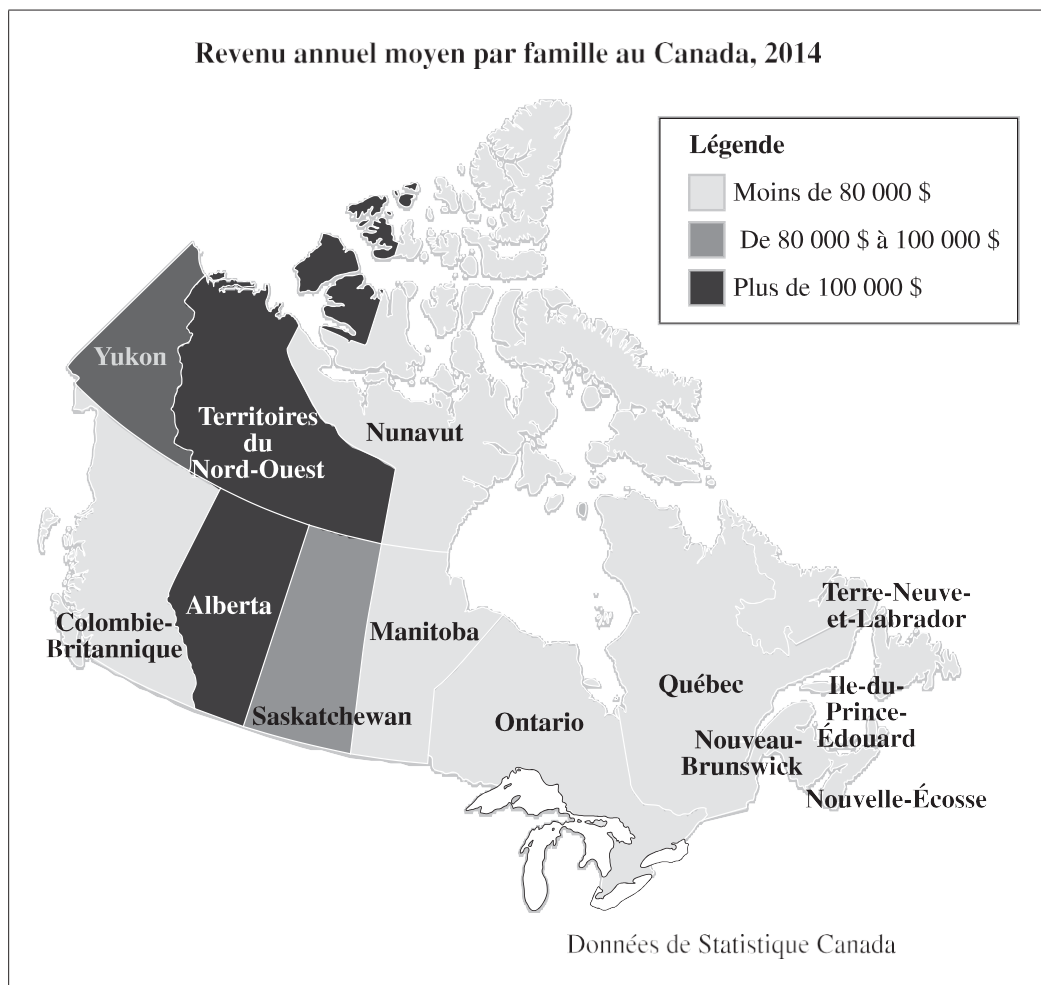 Revenu annuel moyen par famille au Canada, 2014
Légende
Moins de 80 000 $
De 80 000 $ à 100 000 $
Plus de 100 000 $
Yukon
Territoires
du
Nord-Ouest
Nunavut
Colombie-
Britannique
Alberta
Saskatchewan
Manitoba
Ontario
Québec
Terre-Neuve-
et-Labrador
Ile-du-
Prince-
Édouard
Nouveau-
Brunswick
Nouvelle-Écosse
Données de Statistique Canada